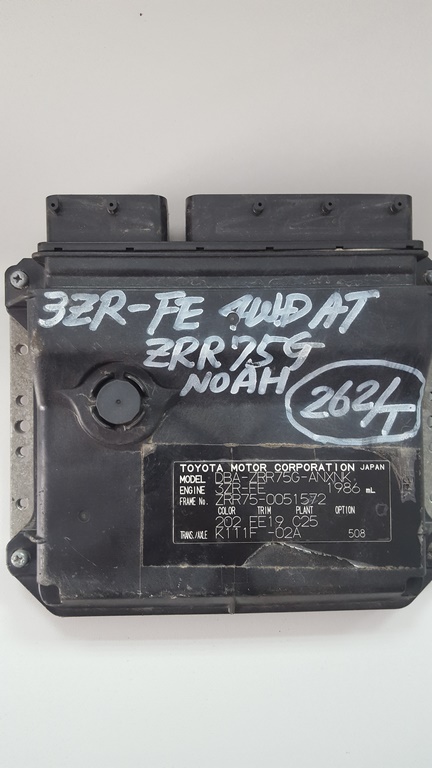 3ZR-FE 4WD AT
ZRR75G
NOAH
262/T
TOYOTA MOTOR CORPORATION JAPAN
MODEL DBA-ZRR75G-ANXNK
ENGINE 3ZR-FE 1986 mL
FRAME No. ZRR75-0051572
COLOR TRIM PLANT OPTION
202 FE19 C25
TRANS./AXLE K111F -02A 508